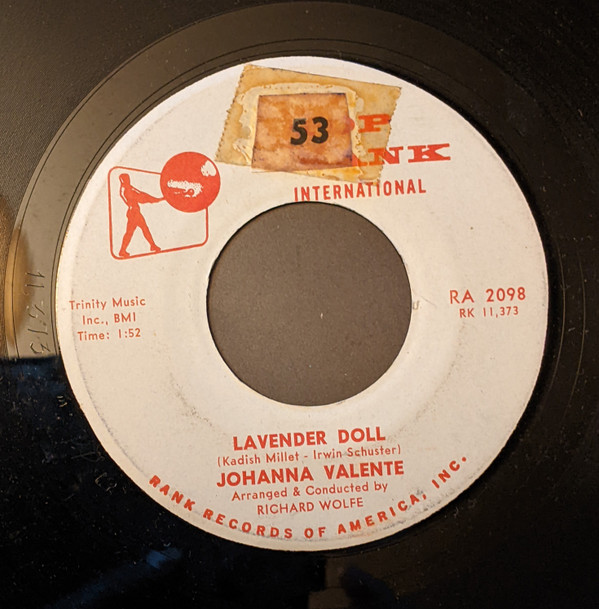 53
P
NK
INTERNATIONAL
Trinity Music
Inc., BMI
Time: 1:52
RA 2098
RK 11,373
LAVENDER DOLL
(Kadish Millet - Irwin Schuster)
JOHANNA VALENTE
Arranged & Conducted by
RICHARD WOLFE
RANK RECORDS OF AMERICA, INC.